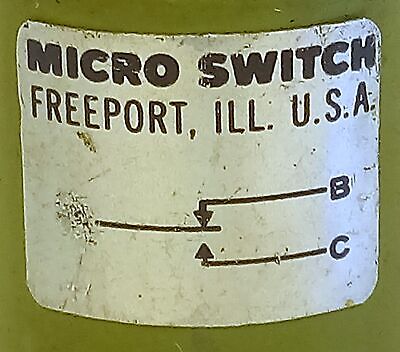 MICRO SWITCH
FREEPORT, ILL. U.S.A.
B
C